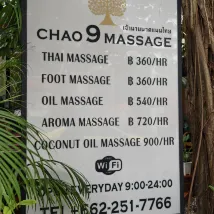 CHAO 9 MASSAGE
THAI MASSAGE ฿ 360/HR
FOOT MASSAGE ฿ 360/HR
OIL MASSAGE ฿ 540/HR
AROMA MASSAGE ฿ 720/HR
COCONUT OIL MASSAGE 900/HR
WiFi
EVERYDAY 9:00-24:00
TEL +662-251-7766